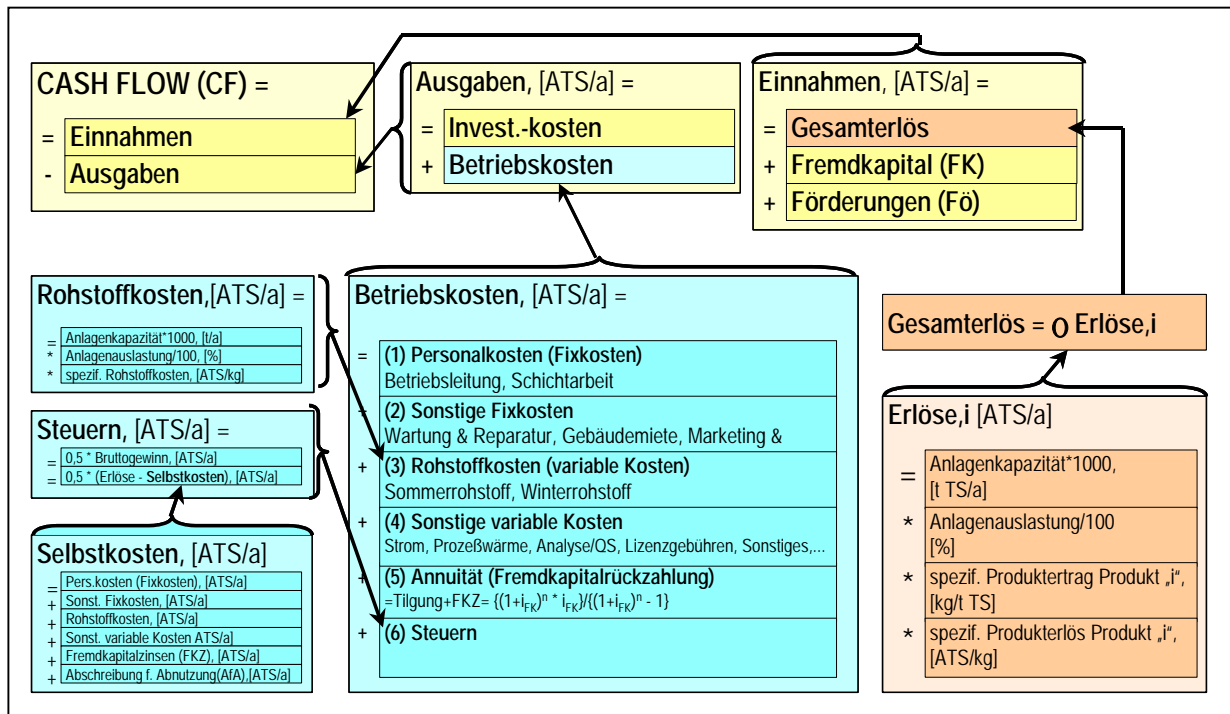 CASH FLOW (CF) =
= Einnahmen
- Ausgaben
Ausgaben, [ATS/a] =
= Invest.-kosten
+ Betriebskosten
Einnahmen, [ATS/a] =
= Gesamterlös
+ Fremdkapital (FK)
+ Förderungen (Fö)
Rohstoffkosten,[ATS/a] =
= Anlagenkapazität*1000, [t/a]
* Anlagenauslastung/100, [%]
* spezif. Rohstoffkosten, [ATS/kg]
Steuern, [ATS/a] =
= 0,5 * Bruttogewinn, [ATS/a]
= 0,5 * (Erlöse - Selbstkosten), [ATS/a]
Selbstkosten, [ATS/a]
= Pers.kosten (Fixkosten), [ATS/a]
+ Sonst. Fixkosten, [ATS/a]
+ Rohstoffkosten, [ATS/a]
+ Sonst. variable Kosten ATS/a]
+ Fremdkapitalzinsen (FKZ), [ATS/a]
+ Abschreibung f. Abnutzung(AfA),[ATS/a]
Betriebskosten, [ATS/a] =
= (1) Personalkosten (Fixkosten)
Betriebsleitung, Schichtarbeit
+ (2) Sonstige Fixkosten
Wartung & Reparatur, Gebäudemiete, Marketing &
+ (3) Rohstoffkosten (variable Kosten)
Sommerrohstoff, Winterrohstoff
+ (4) Sonstige variable Kosten
Strom, Prozeßwärme, Analyse/QS, Lizenzgebühren, Sonstiges,...
+ (5) Annuität (Fremdkapitalrückzahlung)
=Tilgung+FKZ= {(1+i_FK)^n * i_FK}/{(1+i_FK)^n - 1}
+ (6) Steuern
Gesamterlös = O Erlöse,i
Erlöse,i [ATS/a]
= Anlagenkapazität*1000,
[t TS/a]
* Anlagenauslastung/100
[%]
* spezif. Produktertrag Produkt „i“,
[kg/t TS]
* spezif. Produkterlös Produkt „i“,
[ATS/kg]